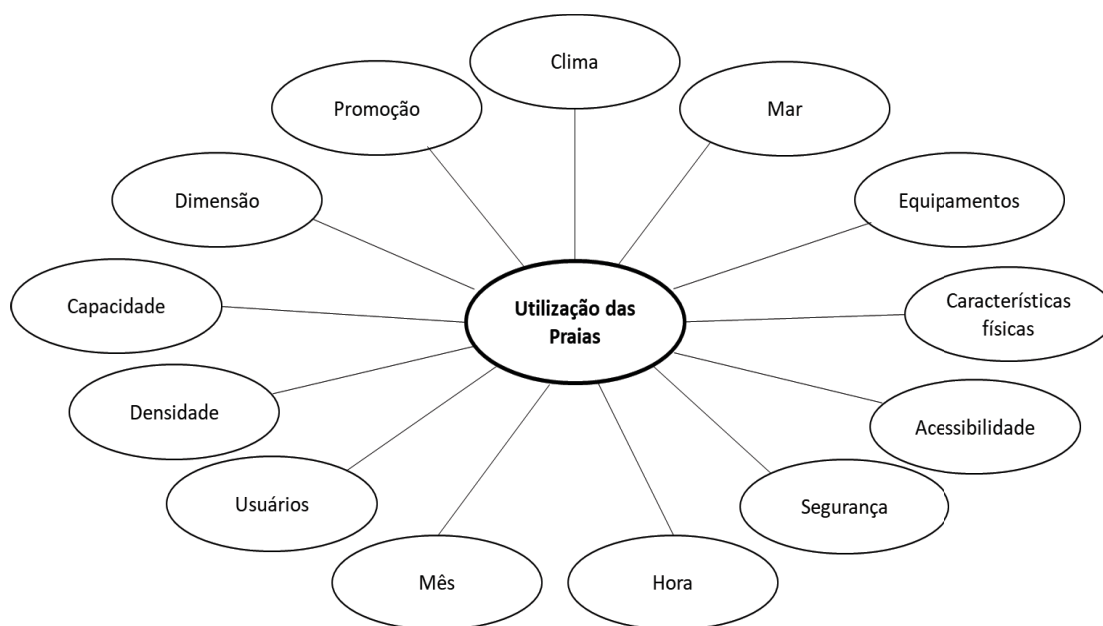 Clima
Promoção
Mar
Dimensão
Equipamentos
Capacidade
Utilização das
Praias
Características
físicas
Densidade
Acessibilidade
Usuários
Segurança
Mês
Hora